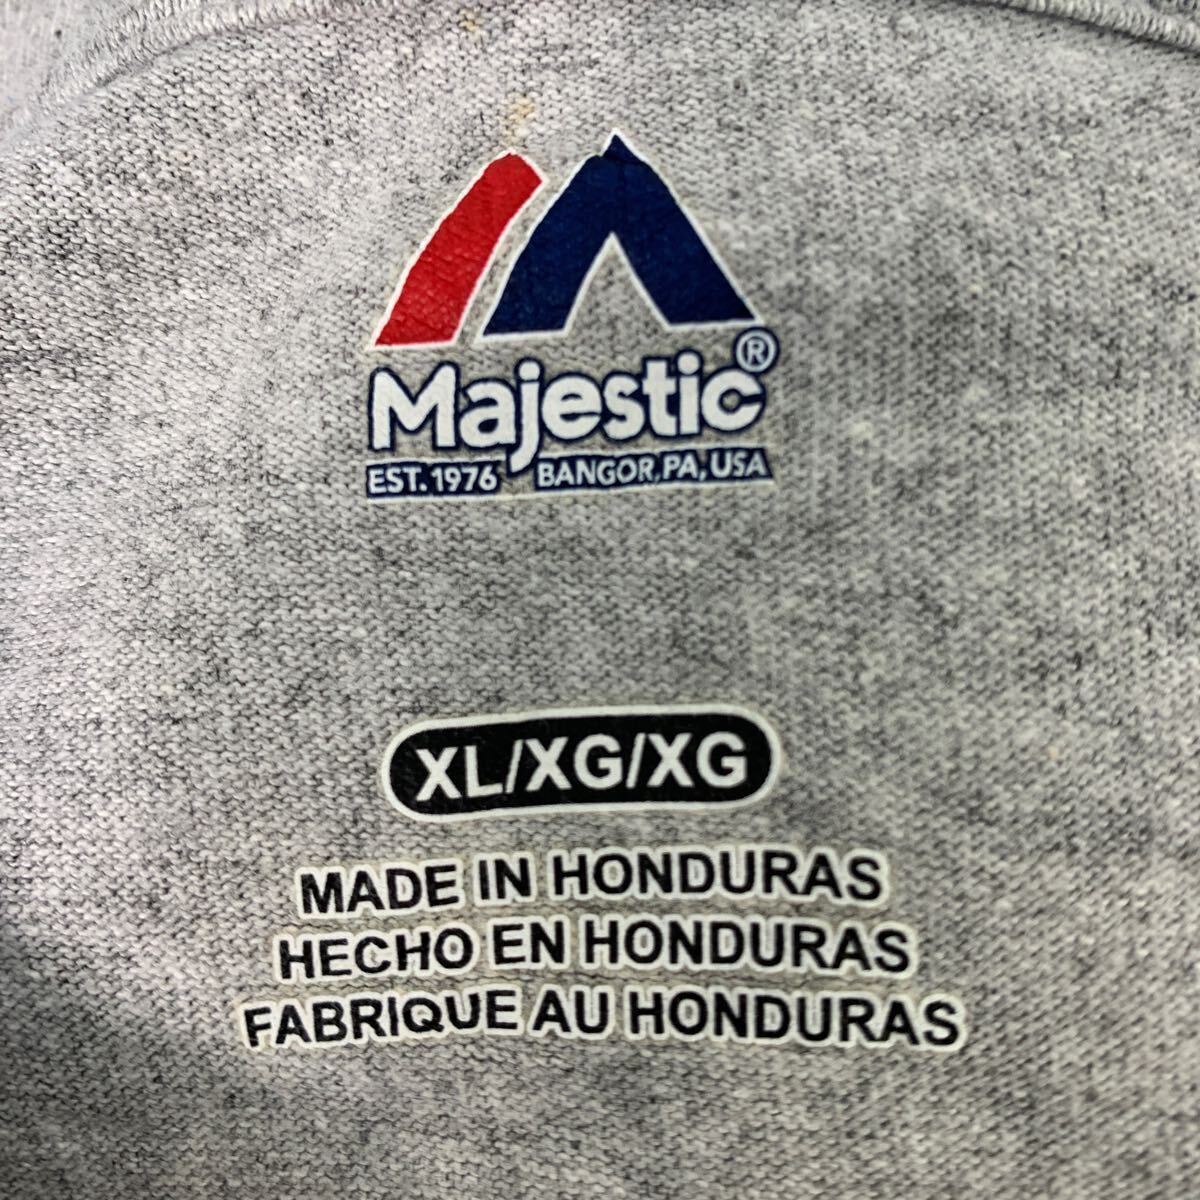 Majestic®
EST. 1976 BANGOR, PA, USA
XL/XG/XG
MADE IN HONDURAS
HECHO EN HONDURAS
FABRIQUE AU HONDURAS